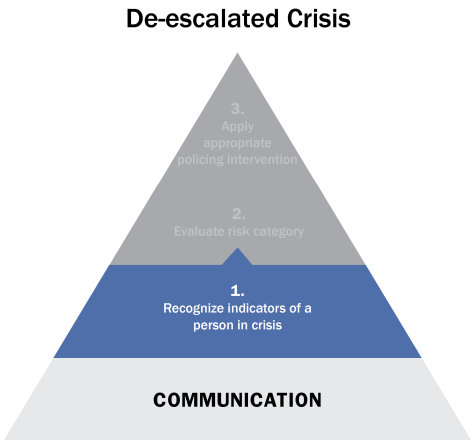 De-escalated Crisis
3.
Apply
appropriate
policing intervention
2.
Evaluate risk category
1.
Recognize indicators of a
person in crisis
COMMUNICATION